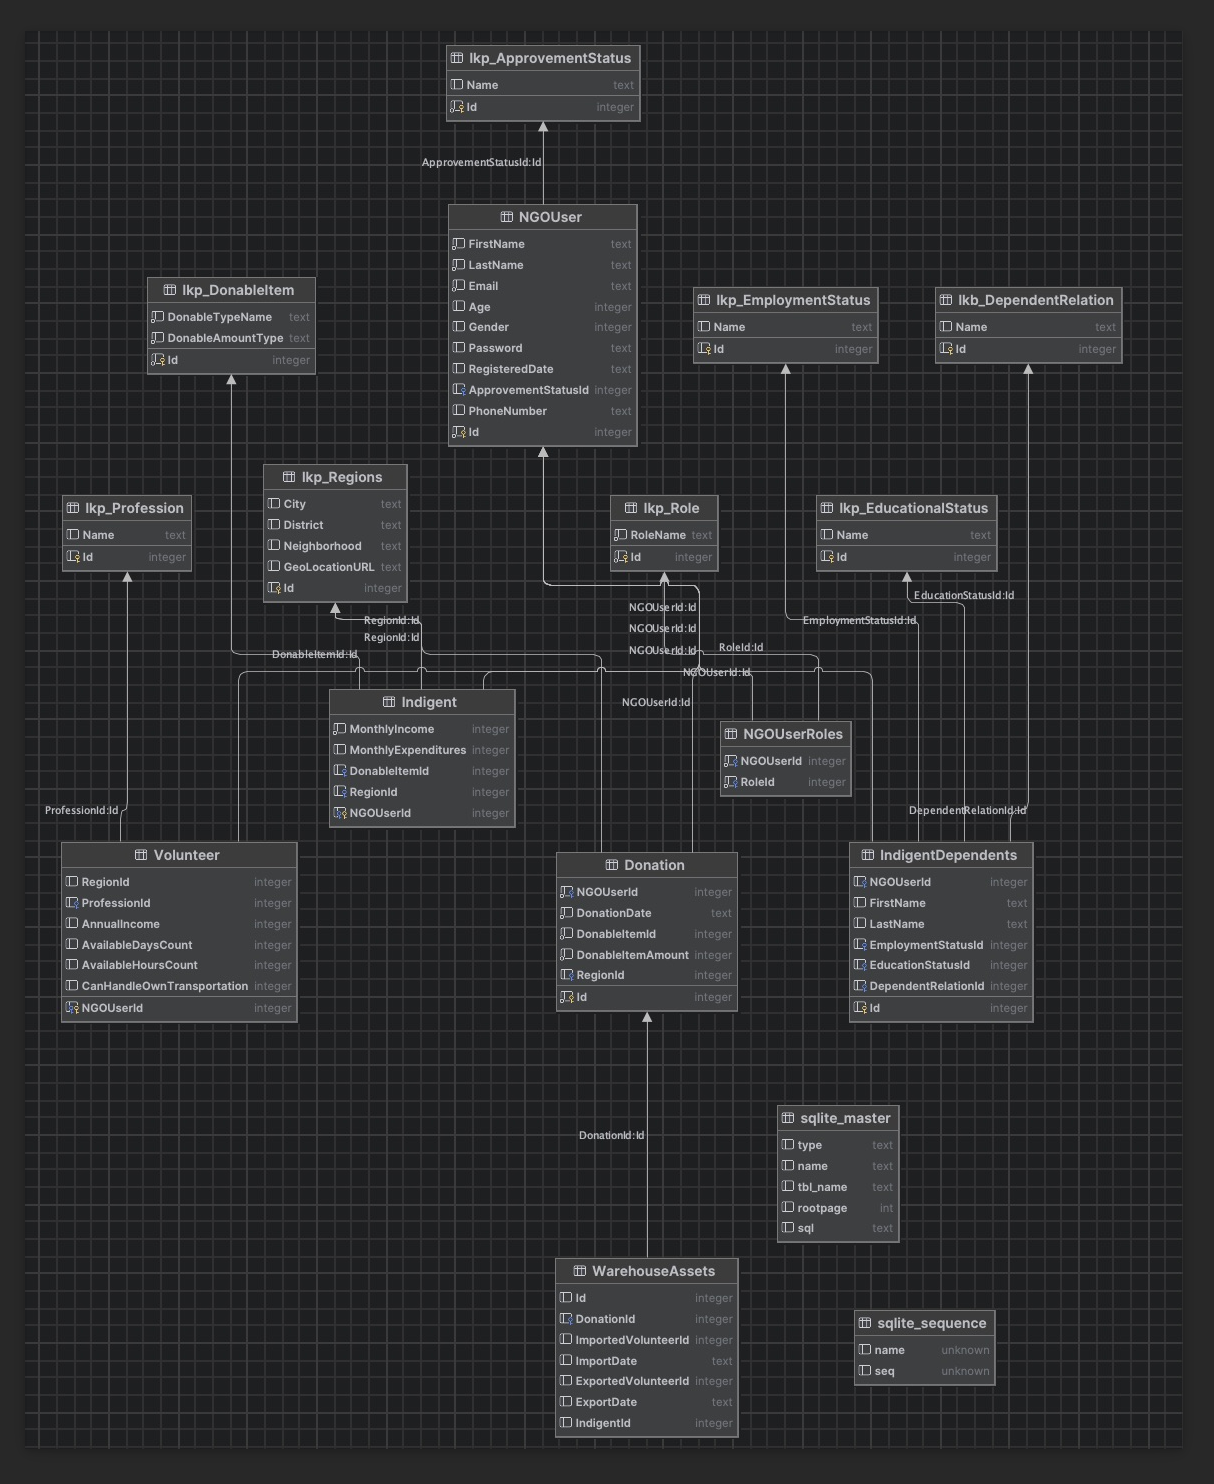 lkp_ApprovementStatus
Name text
Id integer
ApprovementStatusId:Id
NGOUser
FirstName text
LastName text
Email text
Age integer
Gender integer
Password text
RegisteredDate text
ApprovementStatusId integer
PhoneNumber text
Id integer
lkp_DonableItem
DonableTypeName text
DonableAmountType text
Id integer
lkp_EmploymentStatus
Name text
Id integer
lkb_DependentRelation
Name text
Id integer
lkp_Profession
Name text
Id integer
lkp_Regions
City text
District text
Neighborhood text
GeoLocationURL text
Id integer
lkp_Role
RoleName text
Id integer
lkp_EducationalStatus
Name text
Id integer
EducationStatusId:Id
NGOUserId:Id
RegionId:Id
EmploymentStatusId:Id
NGOUserId:Id
RegionId:Id
RoleId:Id
NGOUserId:Id
DonableItemId:Id
NGOUserId:Id
NGOUserId:Id
Indigent
MonthlyIncome integer
MonthlyExpenditures integer
DonableItemId integer
RegionId integer
NGOUserId integer
NGOUserRoles
NGOUserId integer
RoleId integer
ProfessionId:Id
DependentRelationId:Id
Volunteer
RegionId integer
ProfessionId integer
AnnualIncome integer
AvailableDaysCount integer
AvailableHoursCount integer
CanHandleOwnTransportation integer
NGOUserId integer
Donation
NGOUserId integer
DonationDate text
DonableItemId integer
DonableItemAmount integer
RegionId integer
Id integer
IndigentDependents
NGOUserId integer
FirstName text
LastName text
EmploymentStatusId integer
EducationStatusId integer
DependentRelationId integer
Id integer
DonationId:Id
sqlite_master
type text
name text
tbl_name text
rootpage int
sql text
WarehouseAssets
Id integer
DonationId integer
ImportedVolunteerId integer
ImportDate text
ExportedVolunteerId integer
ExportDate text
IndigentId integer
sqlite_sequence
name unknown
seq unknown